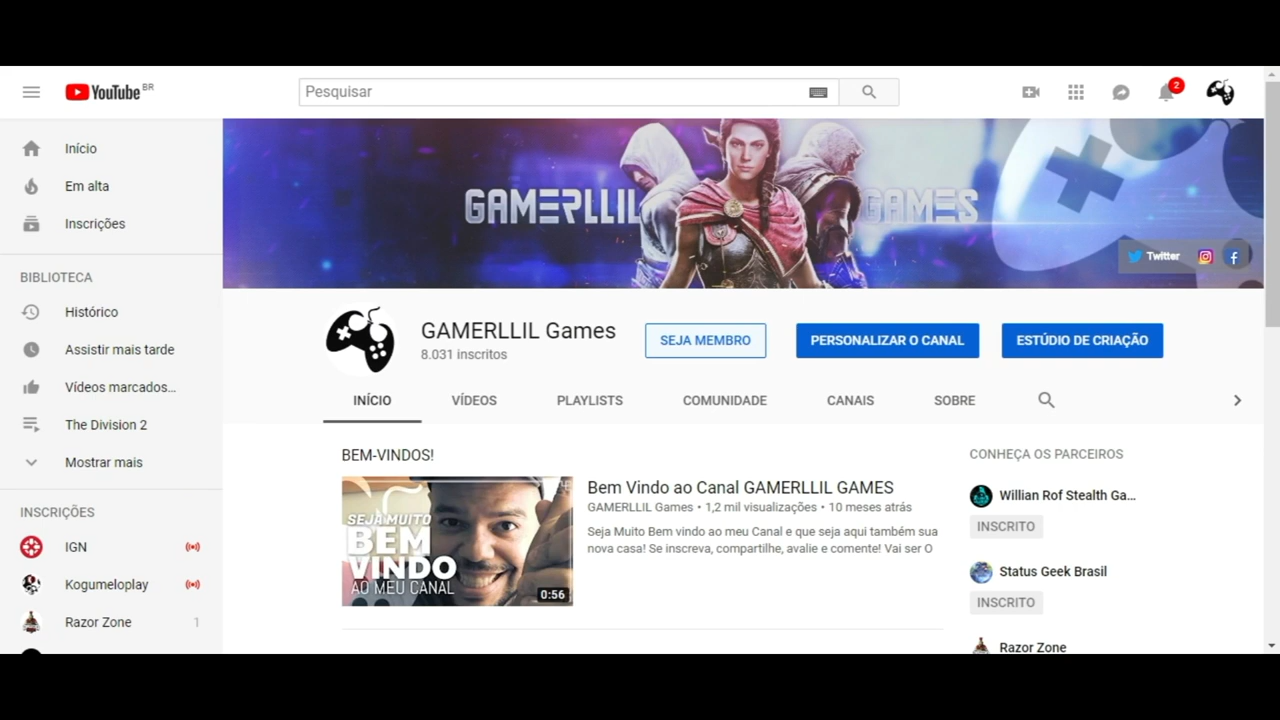 YouTube BR
Pesquisar
2
Início
Em alta
Inscrições
BIBLIOTECA
Histórico
Assistir mais tarde
Vídeos marcados...
The Division 2
Mostrar mais
INSCRIÇÕES
IGN
Kogumeloplay
Razor Zone 1
GAMERLLIL GAMES
Twitter
GAMERLLIL Games
8.031 inscritos
SEJA MEMBRO
PERSONALIZAR O CANAL
ESTÚDIO DE CRIAÇÃO
INÍCIO VÍDEOS PLAYLISTS COMUNIDADE CANAIS SOBRE
BEM-VINDOS!
SEJA MUITO
BEM
VINDO
AO MEU CANAL
0:56
Bem Vindo ao Canal GAMERLLIL GAMES
GAMERLLIL Games • 1,2 mil visualizações • 10 meses atrás
Seja Muito Bem vindo ao meu Canal e que seja aqui também sua
nova casa! Se inscreva, compartilhe, avalie e comente! Vai ser O
CONHEÇA OS PARCEIROS
Willian Rof Stealth Ga...
INSCRITO
Status Geek Brasil
INSCRITO
Razor Zone